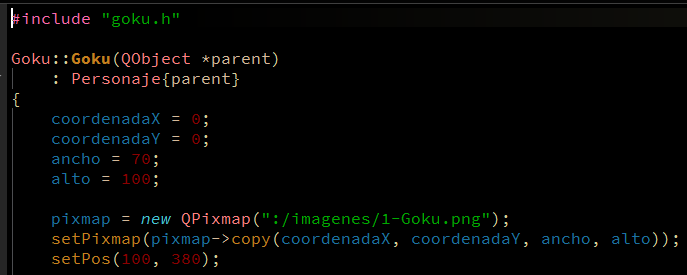 #include "goku.h"
Goku::Goku(QObject *parent)
: Personaje{parent}
{
coordenadaX = 0;
coordenadaY = 0;
ancho = 70;
alto = 100;
pixmap = new QPixmap(":/imagenes/1-Goku.png");
setPixmap(pixmap->copy(coordenadaX, coordenadaY, ancho, alto));
setPos(100, 380);